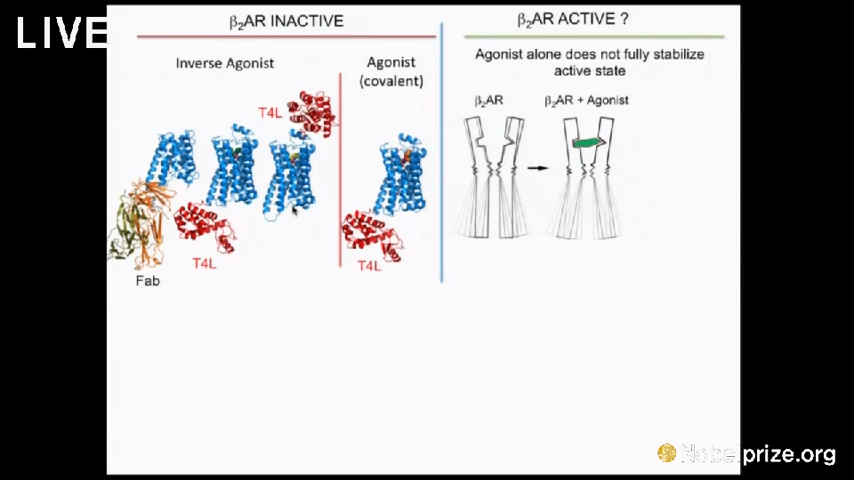 LIVE
β₂AR INACTIVE
β₂AR ACTIVE ?
Inverse Agonist
Agonist
(covalent)
Agonist alone does not fully stabilize
active state
T4L
β₂AR
β₂AR + Agonist
T4L
T4L
Fab
Nobelprize.org